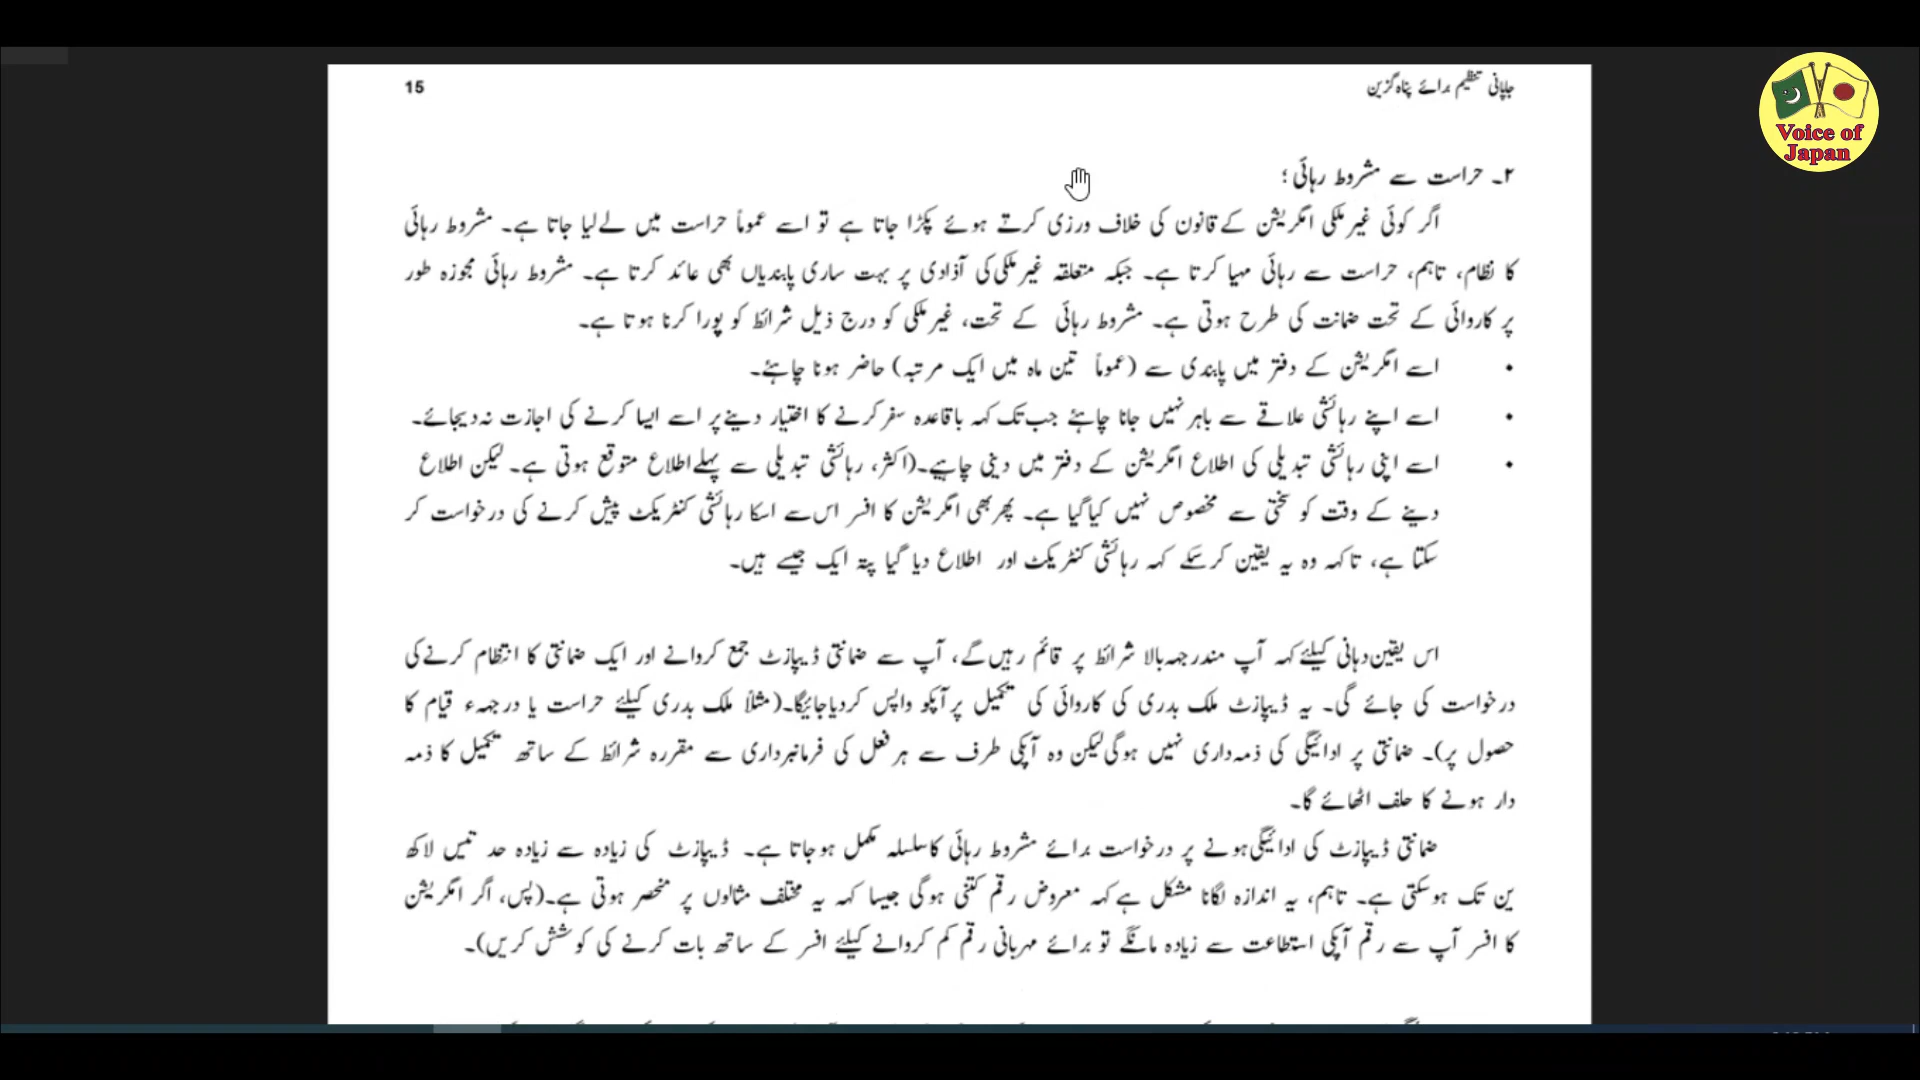 جاپانی تنظیم برائے پناہ گزین
15
Voice of
Japan
۲۔ حراست سے مشروط رہائی ؛
اگر کوئی غیر ملکی امگریشن کے قانون کی خلاف ورزی کرتے ہوئے پکڑا جاتا ہے تو اسے عموماً حراست میں لے لیا جاتا ہے۔ مشروط رہائی
کا نظام، تاہم، حراست سے رہائی مہیا کرتا ہے۔ جبکہ متعلقہ غیر ملکی کی آذادی پر بہت ساری پابندیاں بھی عائد کرتا ہے۔ مشروط رہائی مجوزہ طور
پر کاروائی کے تحت ضمانت کی طرح ہوتی ہے۔ مشروط رہائی کے تحت، غیر ملکی کو درج ذیل شرائط کو پورا کرنا ہوتا ہے۔
• اسے امگریشن کے دفتر میں پابندی سے (عموماً تین ماہ میں ایک مرتبہ) حاضر ہونا چاہئے۔
• اسے اپنے رہائشی علاقے سے باہر نہیں جانا چاہئے جب تک کہ باقاعدہ سفر کرنے کا اختیار دینے پر اسے ایسا کرنے کی اجازت نہ دیجائے۔
• اسے اپنی رہائشی تبدیلی کی اطلاع امگریشن کے دفتر میں دینی چاہیے۔(اکثر، رہائشی تبدیلی سے پہلے اطلاع متوقع ہوتی ہے۔ لیکن اطلاع
دینے کے وقت کو سختی سے مخصوص نہیں کیا گیا ہے۔ پھر بھی امگریشن کا افسر اس سے اسکا رہائشی کنٹریکٹ پیش کرنے کی درخواست کر
سکتا ہے، تاکہ وہ یہ یقین کر سکے کہ رہائشی کنٹریکٹ اور اطلاع دیا گیا پتہ ایک جیسے ہیں۔
اس یقین دہانی کیلئے کہ آپ مندرجہ بالا شرائط پر قائم رہیں گے، آپ سے ضمانتی ڈیپازٹ جمع کروانے اور ایک ضمانتی کا انتظام کرنے کی
درخواست کی جائے گی۔ یہ ڈیپازٹ ملک بدری کی کاروائی کی تکمیل پر آپکو واپس کردیا جائیگا۔(مثلاً ملک بدری کیلئے حراست یا درجہء قیام کا
حصول پر)۔ ضمانتی پر ادائیگی کی ذمہ داری نہیں ہوگی لیکن وہ آپکی طرف سے ہر فعل کی فرمانبرداری سے مقررہ شرائط کے ساتھ تکمیل کا ذمہ
دار ہونے کا حلف اٹھائے گا۔
ضمانتی ڈیپازٹ کی ادائیگی ہونے پر درخواست برائے مشروط رہائی کا سلسلہ مکمل ہو جاتا ہے۔ ڈیپازٹ کی زیادہ سے زیادہ حد تیس لاکھ
ین تک ہو سکتی ہے۔ تاہم، یہ اندازہ لگانا مشکل ہے کہ معروض رقم کتنی ہوگی جیسا کہ یہ مختلف مثالوں پر منحصر ہوتی ہے۔(پس، اگر امگریشن
کا افسر آپ سے رقم آپکی استطاعت سے زیادہ مانگے تو برائے مہربانی رقم کم کروانے کیلئے افسر کے ساتھ بات کرنے کی کوشش کریں)۔